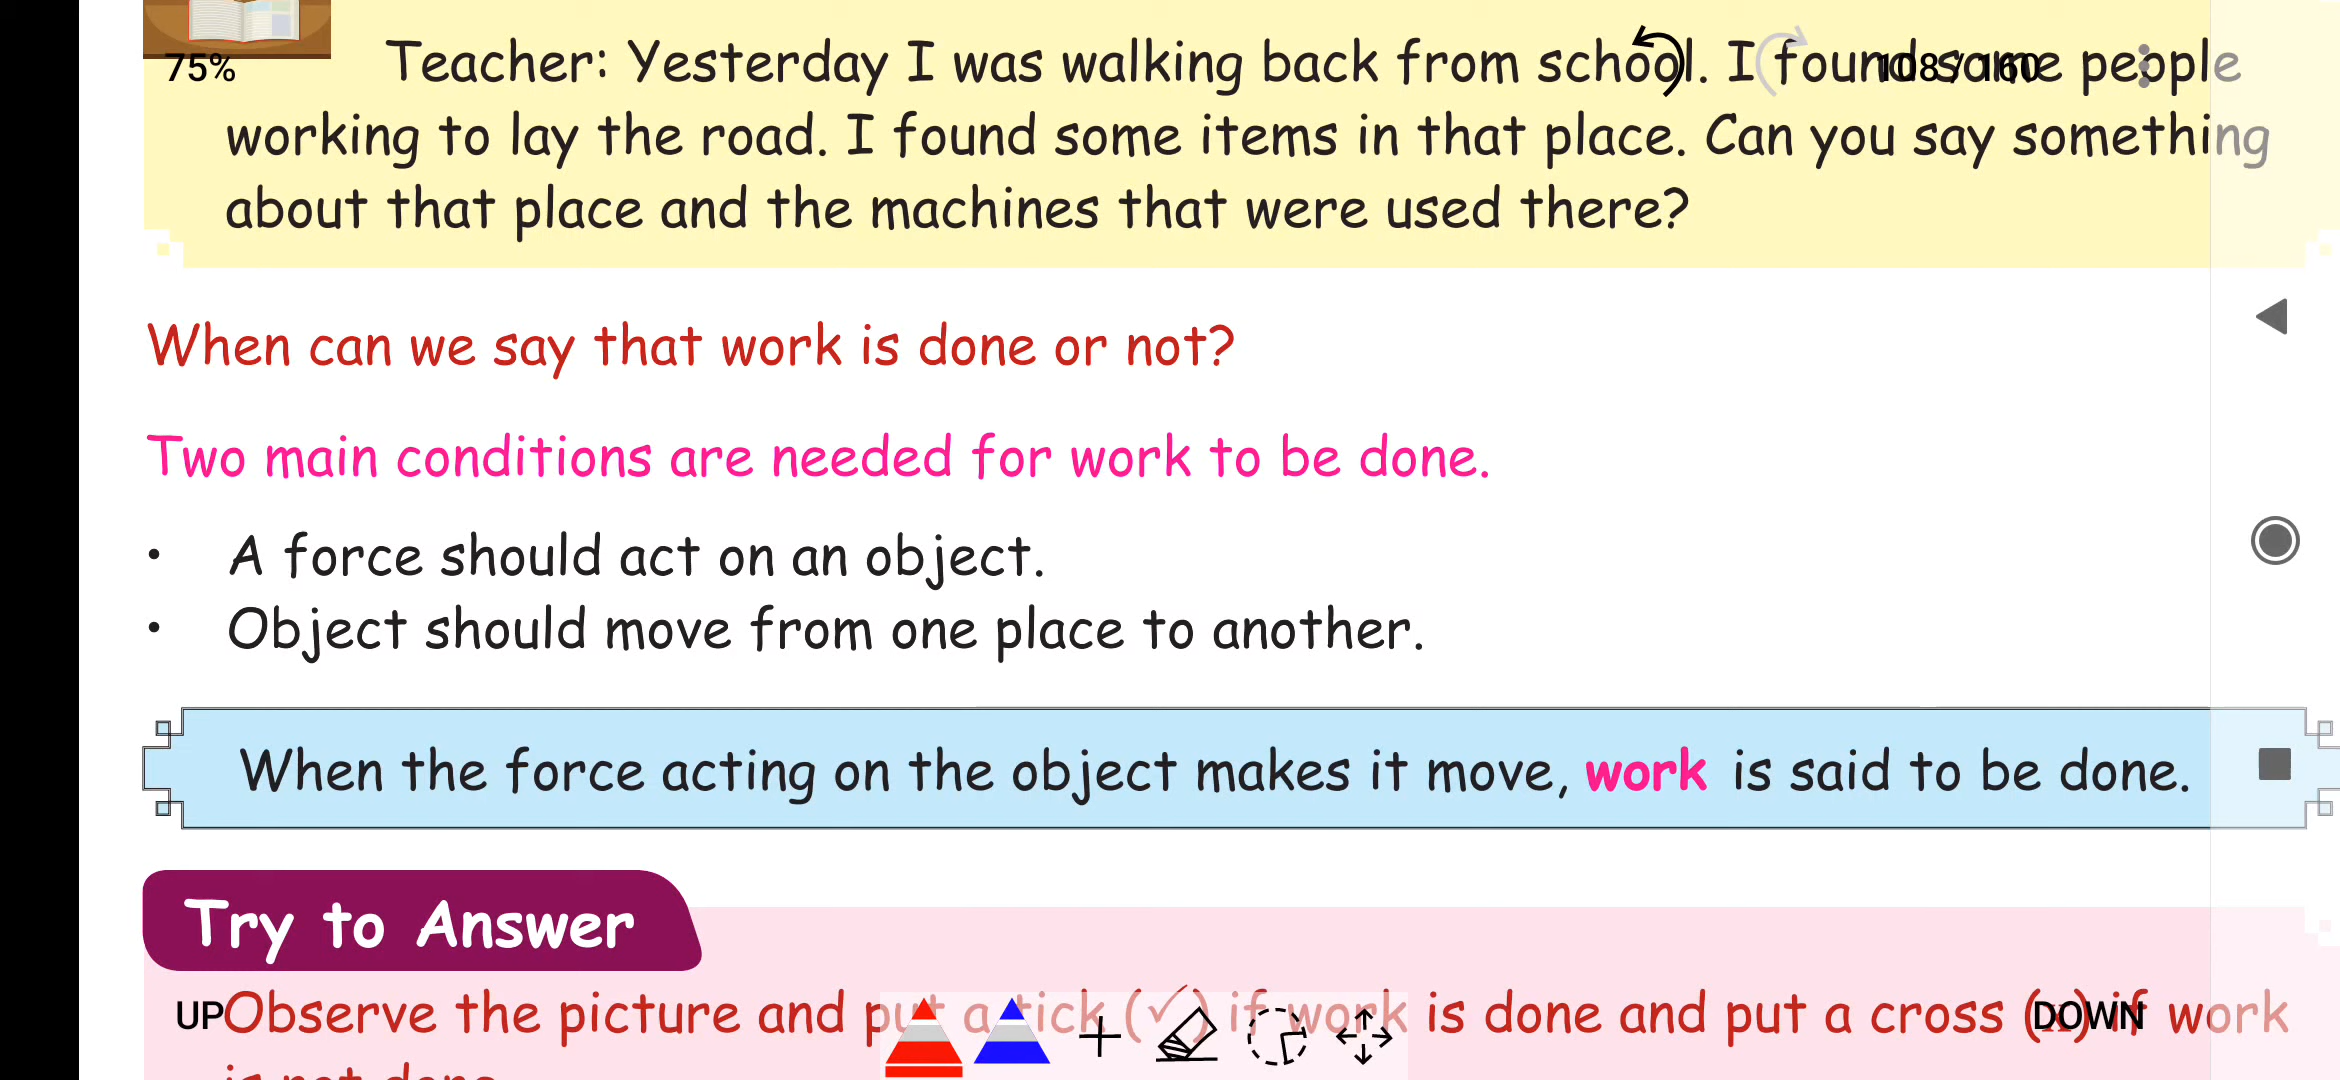 75%
108 / 160
Teacher: Yesterday I was walking back from school. I found some people
working to lay the road. I found some items in that place. Can you say something
about that place and the machines that were used there?
When can we say that work is done or not?
Two main conditions are needed for work to be done.
• A force should act on an object.
• Object should move from one place to another.
When the force acting on the object makes it move, work is said to be done.
Try to Answer
UP
Observe the picture and put a tick (✓) if work is done and put a cross (x) if work
DOWN
is not done